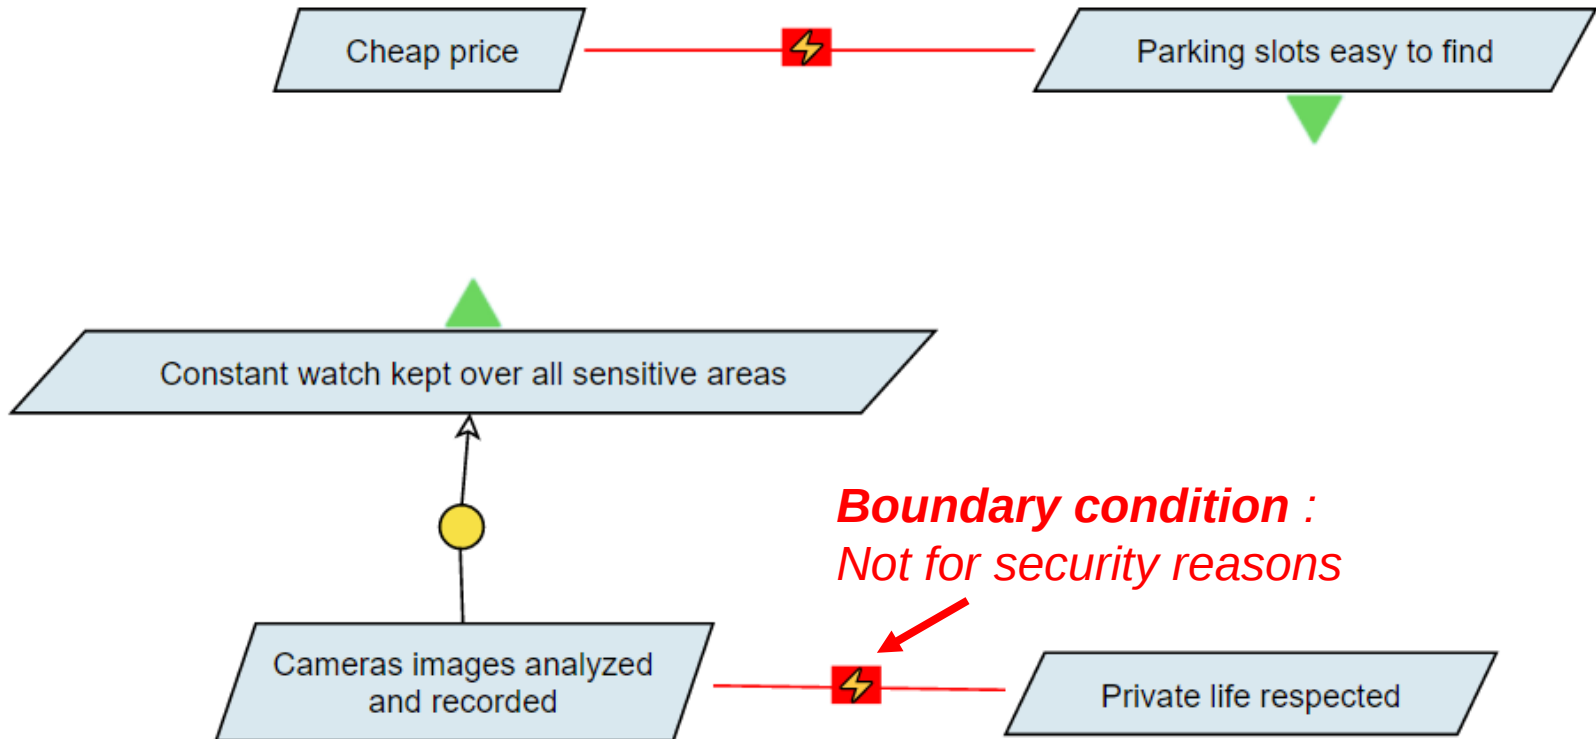 Cheap price
Parking slots easy to find
Constant watch kept over all sensitive areas
Boundary condition :
Not for security reasons
Cameras images analyzed
and recorded
Private life respected